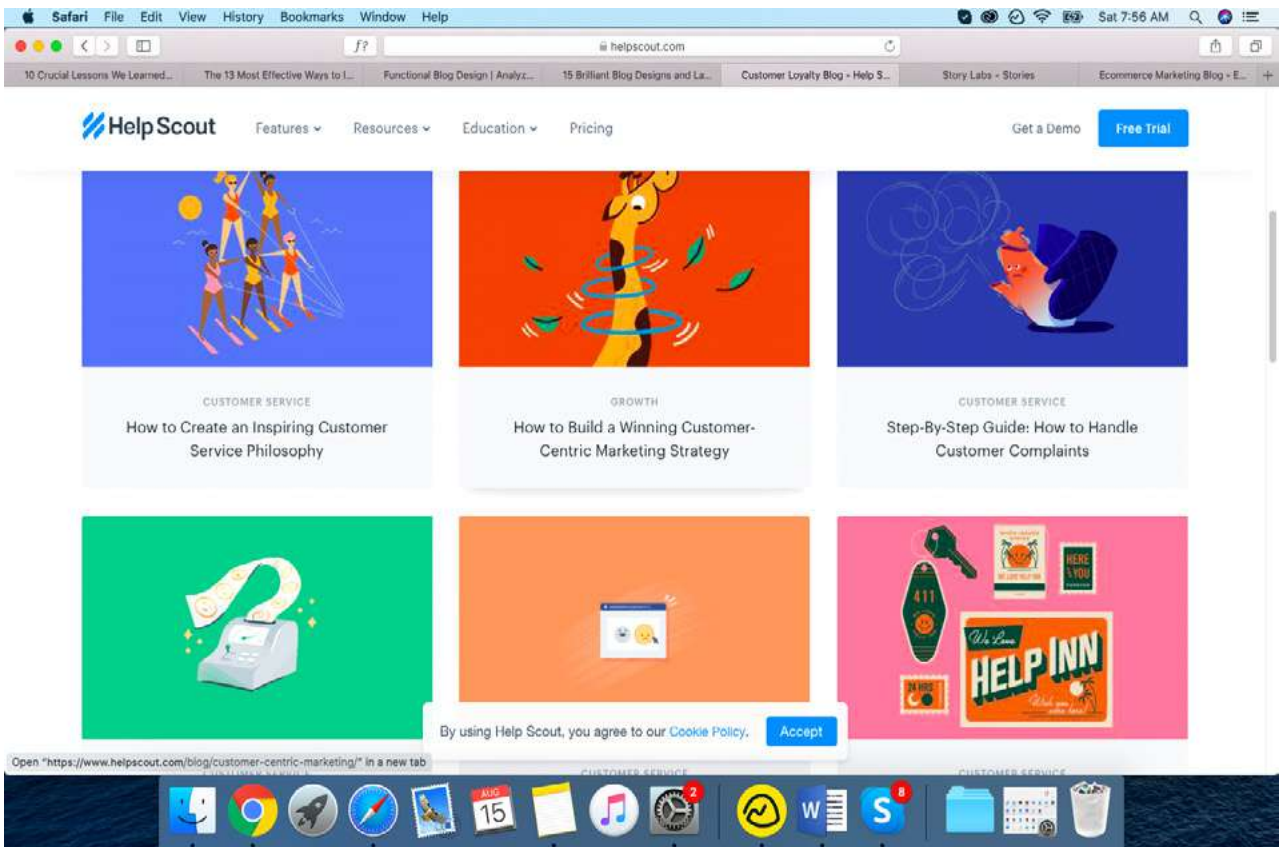 Safari File Edit View History Bookmarks Window Help
Sat 7:56 AM
f?
helpscout.com
10 Crucial Lessons We Learned...
The 13 Most Effective Ways to I...
Functional Blog Design | Analyz...
15 Brilliant Blog Designs and La...
Customer Loyalty Blog - Help S...
Story Labs - Stories
Ecommerce Marketing Blog - E...
Help Scout
Features
Resources
Education
Pricing
Get a Demo
Free Trial
CUSTOMER SERVICE
How to Create an Inspiring Customer
Service Philosophy
GROWTH
How to Build a Winning Customer-
Centric Marketing Strategy
CUSTOMER SERVICE
Step-By-Step Guide: How to Handle
Customer Complaints
HERE
YOU
411
We Love
HELP INN
24 HRS
By using Help Scout, you agree to our Cookie Policy.
Accept
Open "https://www.helpscout.com/blog/customer-centric-marketing/" in a new tab
CUSTOMER SERVICE
CUSTOMER SERVICE
CUSTOMER SERVICE
AUG
15
2
W
S
8